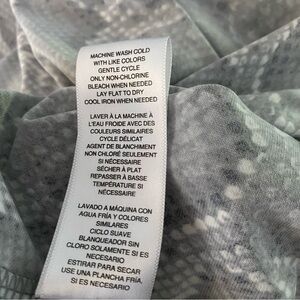 MACHINE WASH COLD
WITH LIKE COLORS
GENTLE CYCLE
ONLY NON-CHLORINE
BLEACH WHEN NEEDED
LAY FLAT TO DRY
COOL IRON WHEN NEEDED
LAVER À LA MACHINE À
L'EAU FROIDE AVEC DES
COULEURS SIMILAIRES
CYCLE DÉLICAT
AGENT DE BLANCHIMENT
NON CHLORÉ SEULEMENT
SI NÉCESSAIRE
SÉCHER À PLAT
REPASSER À BASSE
TEMPÉRATURE SI
NÉCESSAIRE
LAVADO A MÁQUINA CON
AGUA FRÍA Y COLORES
SIMILARES
CICLO SUAVE
BLANQUEADOR SIN
CLORO SOLAMENTE SI ES
NECESARIO
ESTIRAR PARA SECAR
USE UNA PLANCHA FRÍA,
SI ES NECESARIO